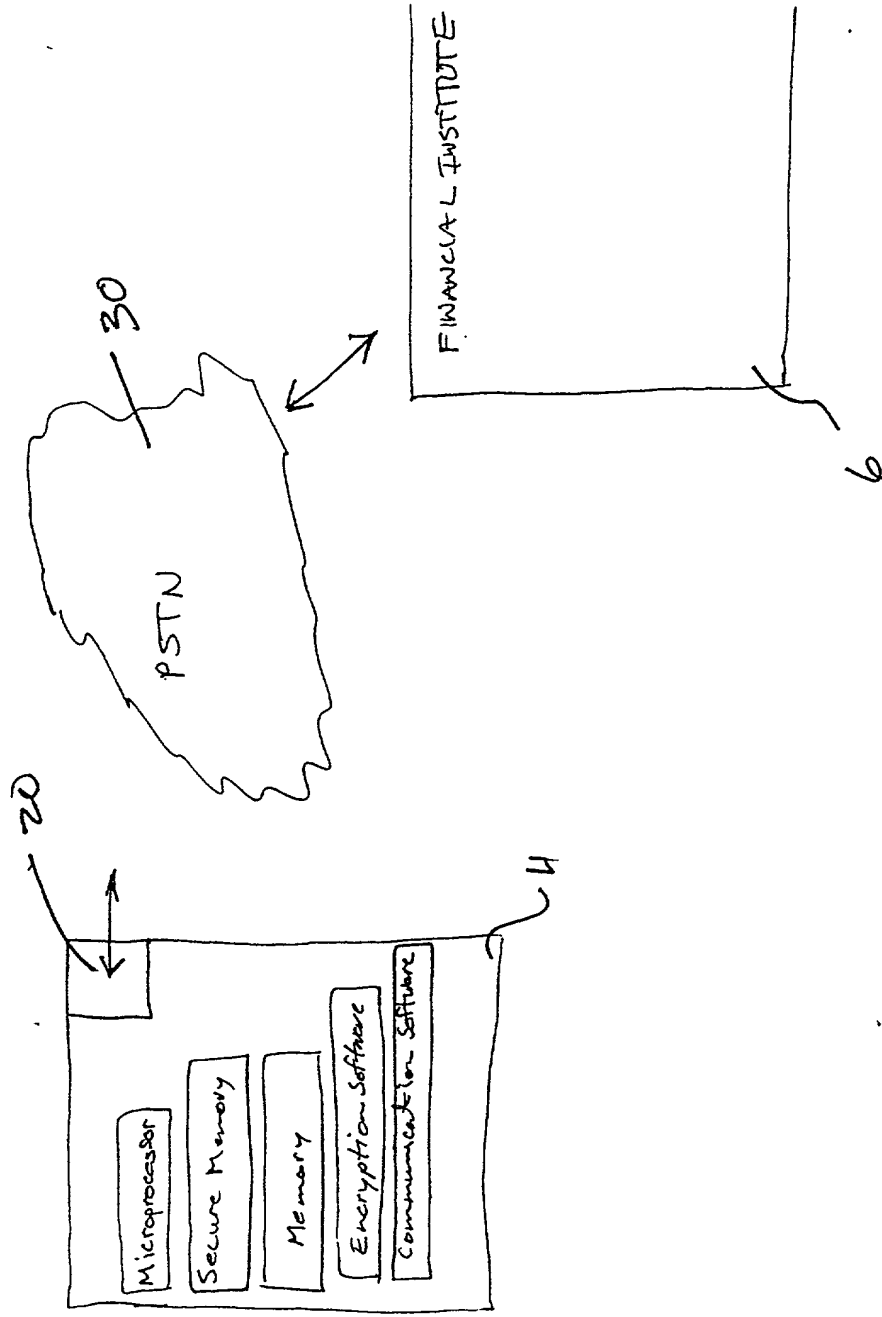 20
Microprocessor
Secure Memory
Memory
Encryption Software
Communication Software
4
30
PSTN
FINANCIAL INSTITUTE
6